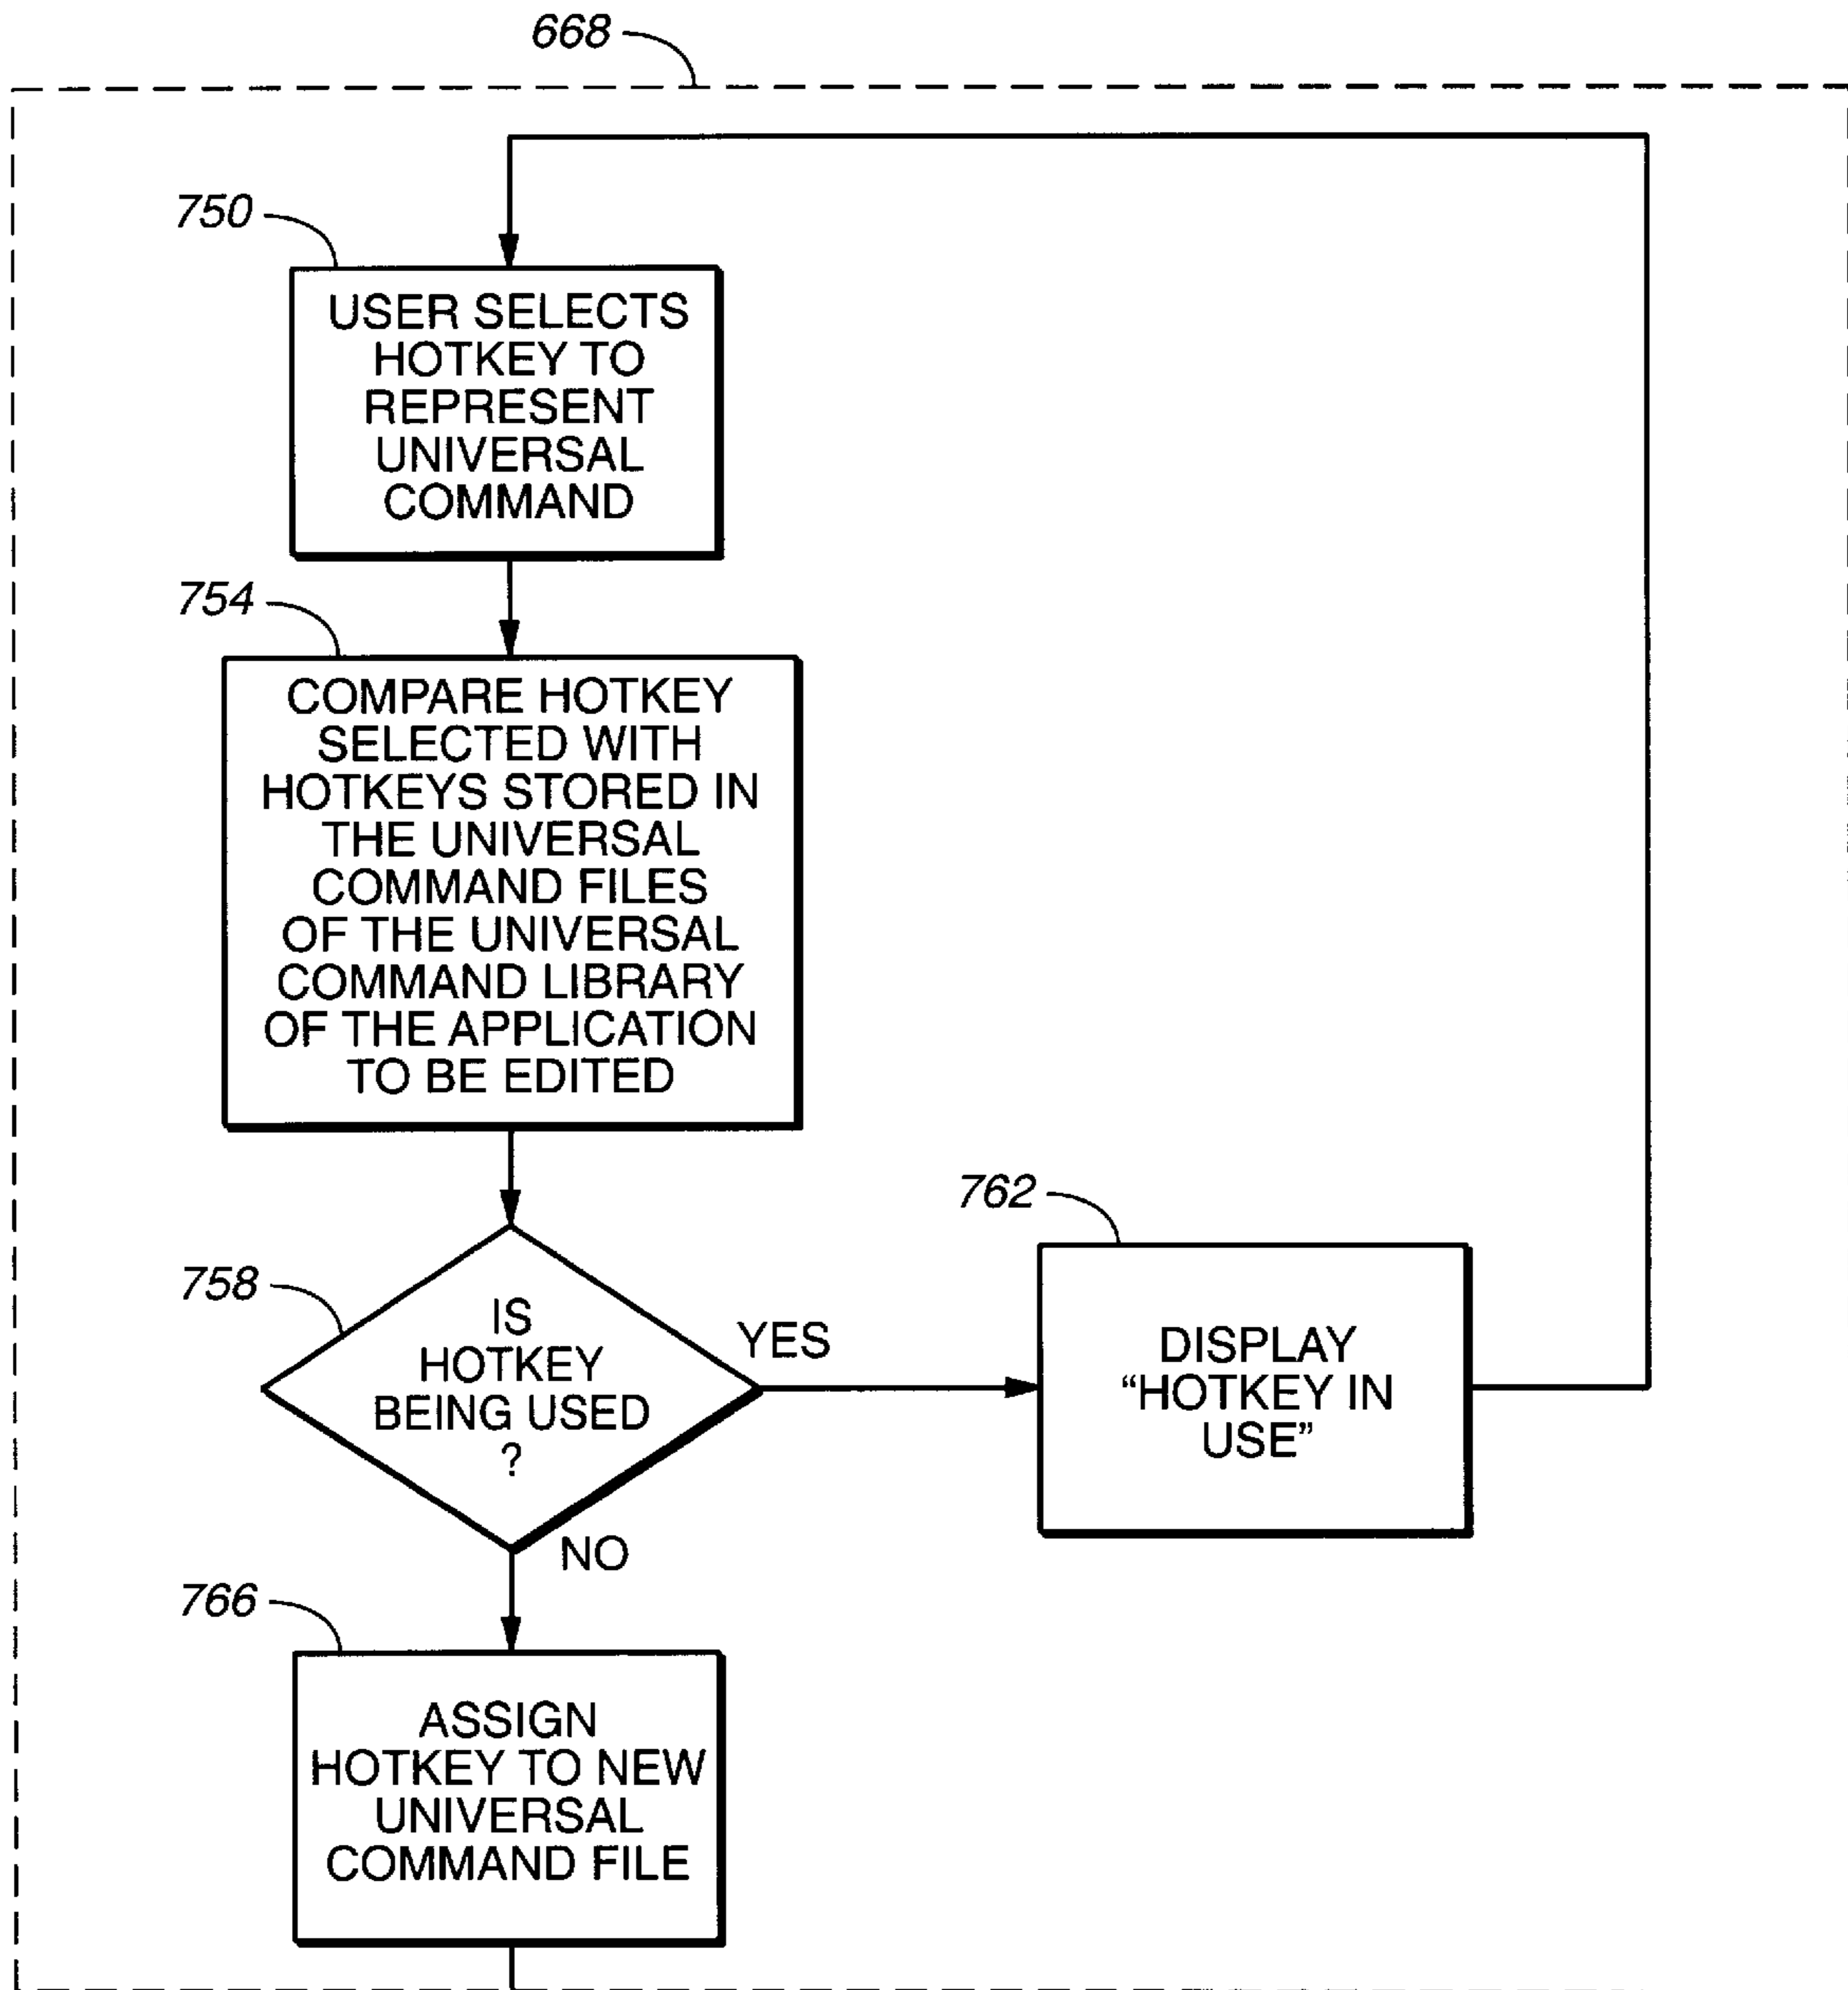 668
750
USER SELECTS
HOTKEY TO
REPRESENT
UNIVERSAL
COMMAND
754
COMPARE HOTKEY
SELECTED WITH
HOTKEYS STORED IN
THE UNIVERSAL
COMMAND FILES
OF THE UNIVERSAL
COMMAND LIBRARY
OF THE APPLICATION
TO BE EDITED
758
IS
HOTKEY
BEING USED
?
YES
762
DISPLAY
“HOTKEY IN
USE”
NO
766
ASSIGN
HOTKEY TO NEW
UNIVERSAL
COMMAND FILE